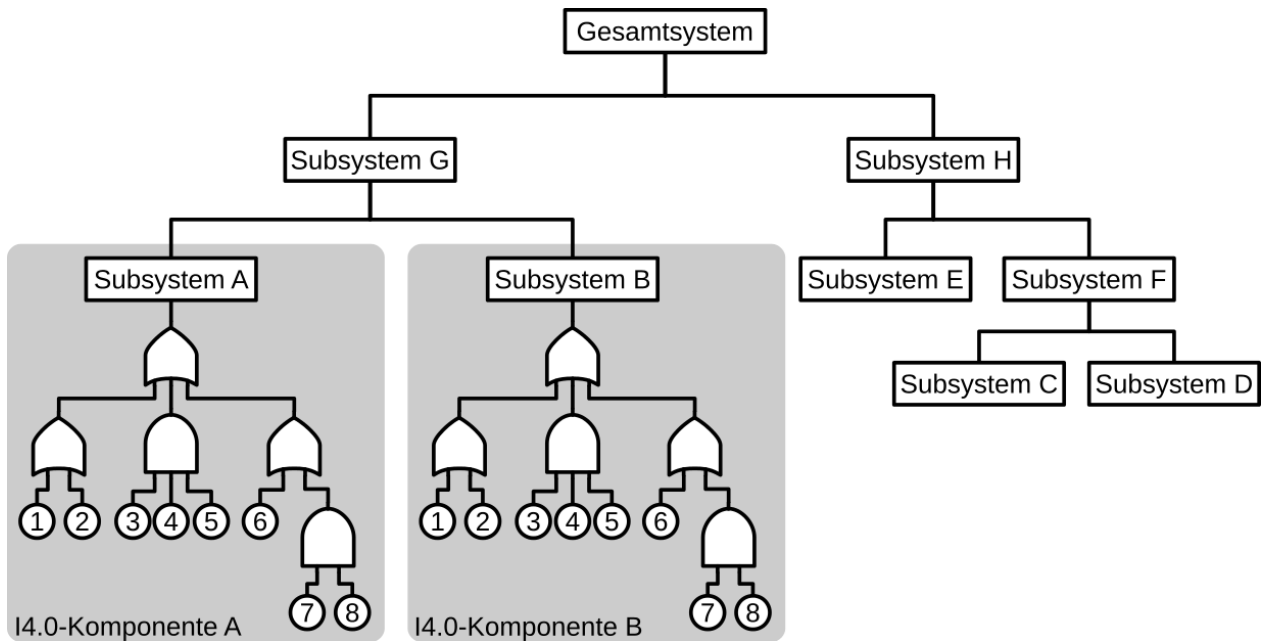 Gesamtsystem
Subsystem G
Subsystem H
Subsystem A
Subsystem B
Subsystem E
Subsystem F
Subsystem C
Subsystem D
1 2 3 4 5 6
7 8
I4.0-Komponente A
1 2 3 4 5 6
7 8
I4.0-Komponente B